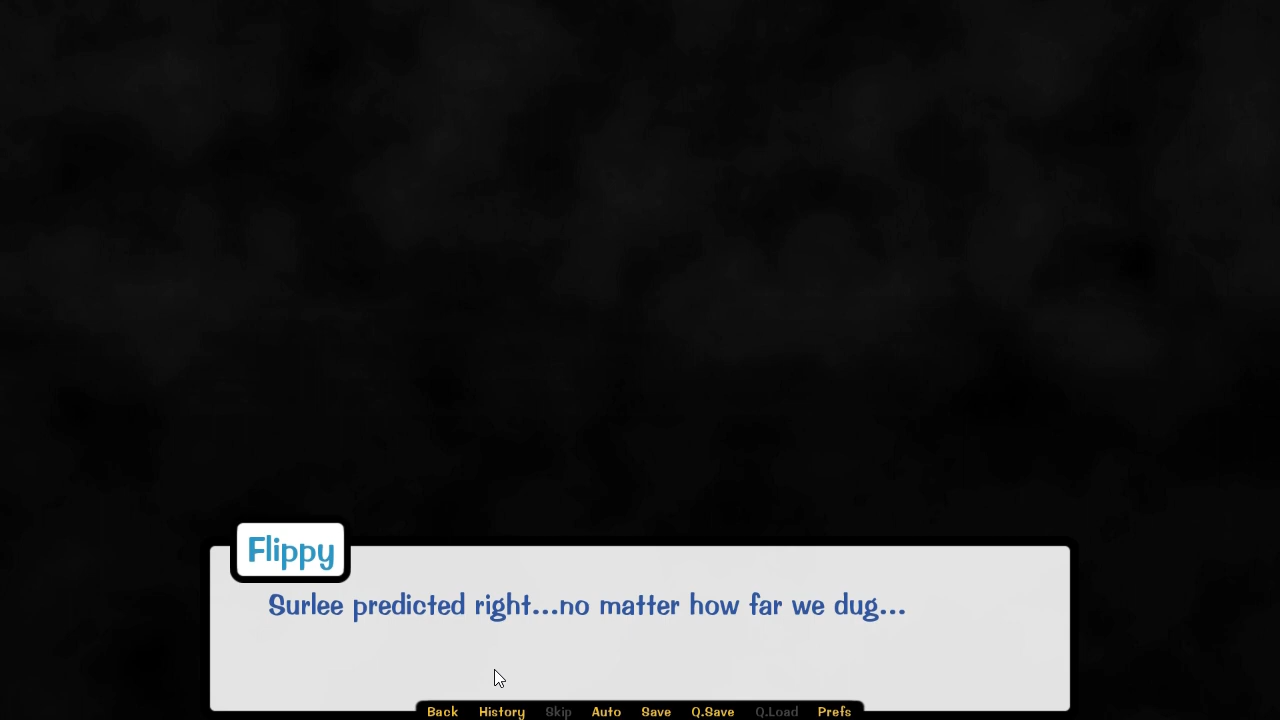 Flippy
Surlee predicted right...no matter how far we dug...
Back History Skip Auto Save Q.Save Q.Load Prefs